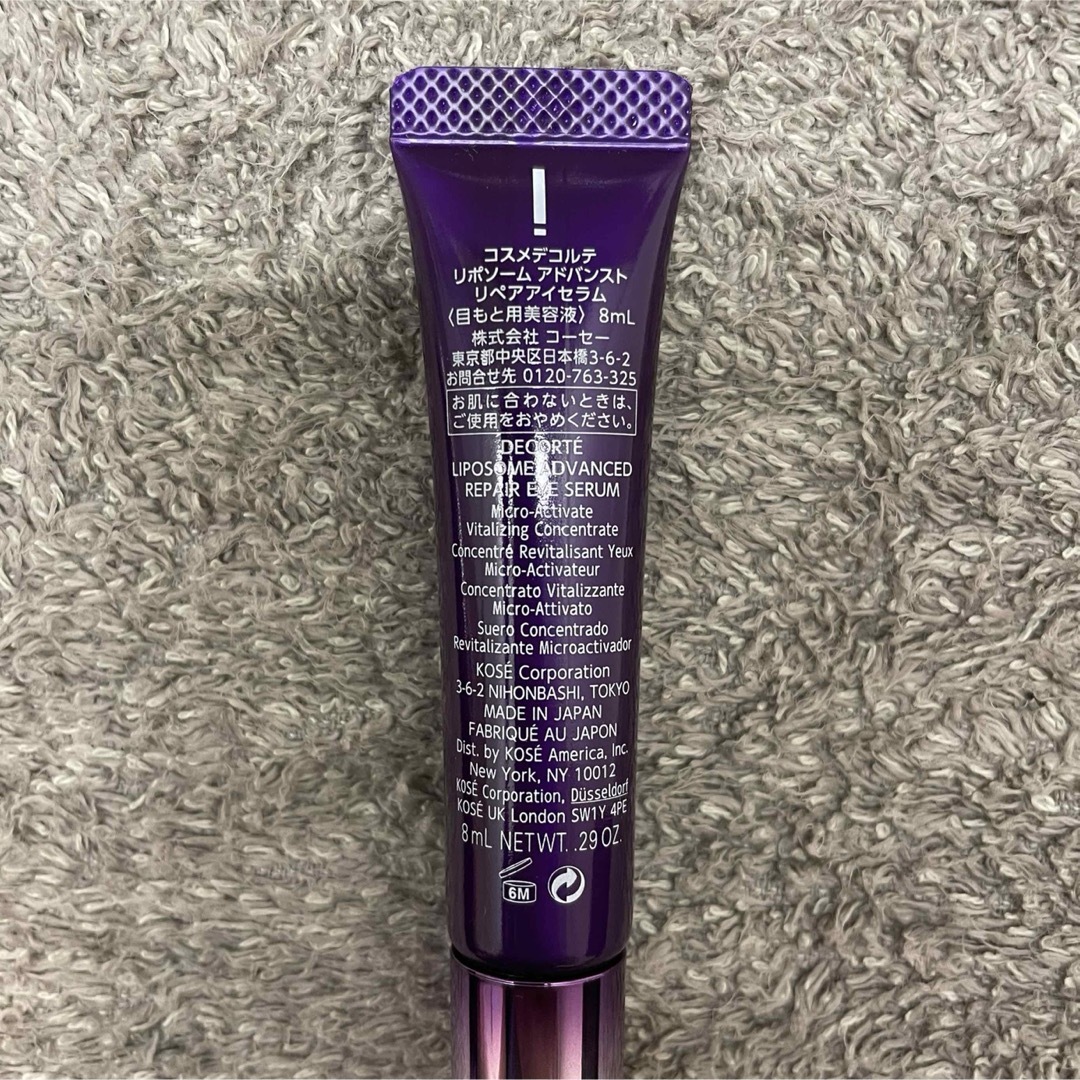 コスメデコルテ
リポソーム アドバンスト
リペアアイセラム
〈目もと用美容液〉 8mL
株式会社 コーセー
東京都中央区日本橋3-6-2
お問合せ先 0120-763-325
お肌に合わないときは、
ご使用をおやめください。
DECORTÉ
LIPOSOME ADVANCED
REPAIR EYE SERUM
Micro-Activate
Vitalizing Concentrate
Concentré Revitalisant Yeux
Micro-Activateur
Concentrato Vitalizzante
Micro-Attivato
Suero Concentrado
Revitalizante Microactivador
KOSÉ Corporation
3-6-2 NIHONBASHI, TOKYO
MADE IN JAPAN
FABRIQUÉ AU JAPON
Dist. by KOSÉ America, Inc.
New York, NY 10012
KOSÉ Corporation, Düsseldorf
KOSÉ UK London SW1Y 4PE
8mL NETWT. .29 OZ.
6M